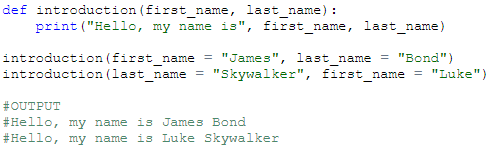 def introduction(first_name, last_name):
    print("Hello, my name is", first_name, last_name)
introduction(first_name = "James", last_name = "Bond")
introduction(last_name = "Skywalker", first_name = "Luke")
#OUTPUT
#Hello, my name is James Bond
#Hello, my name is Luke Skywalker